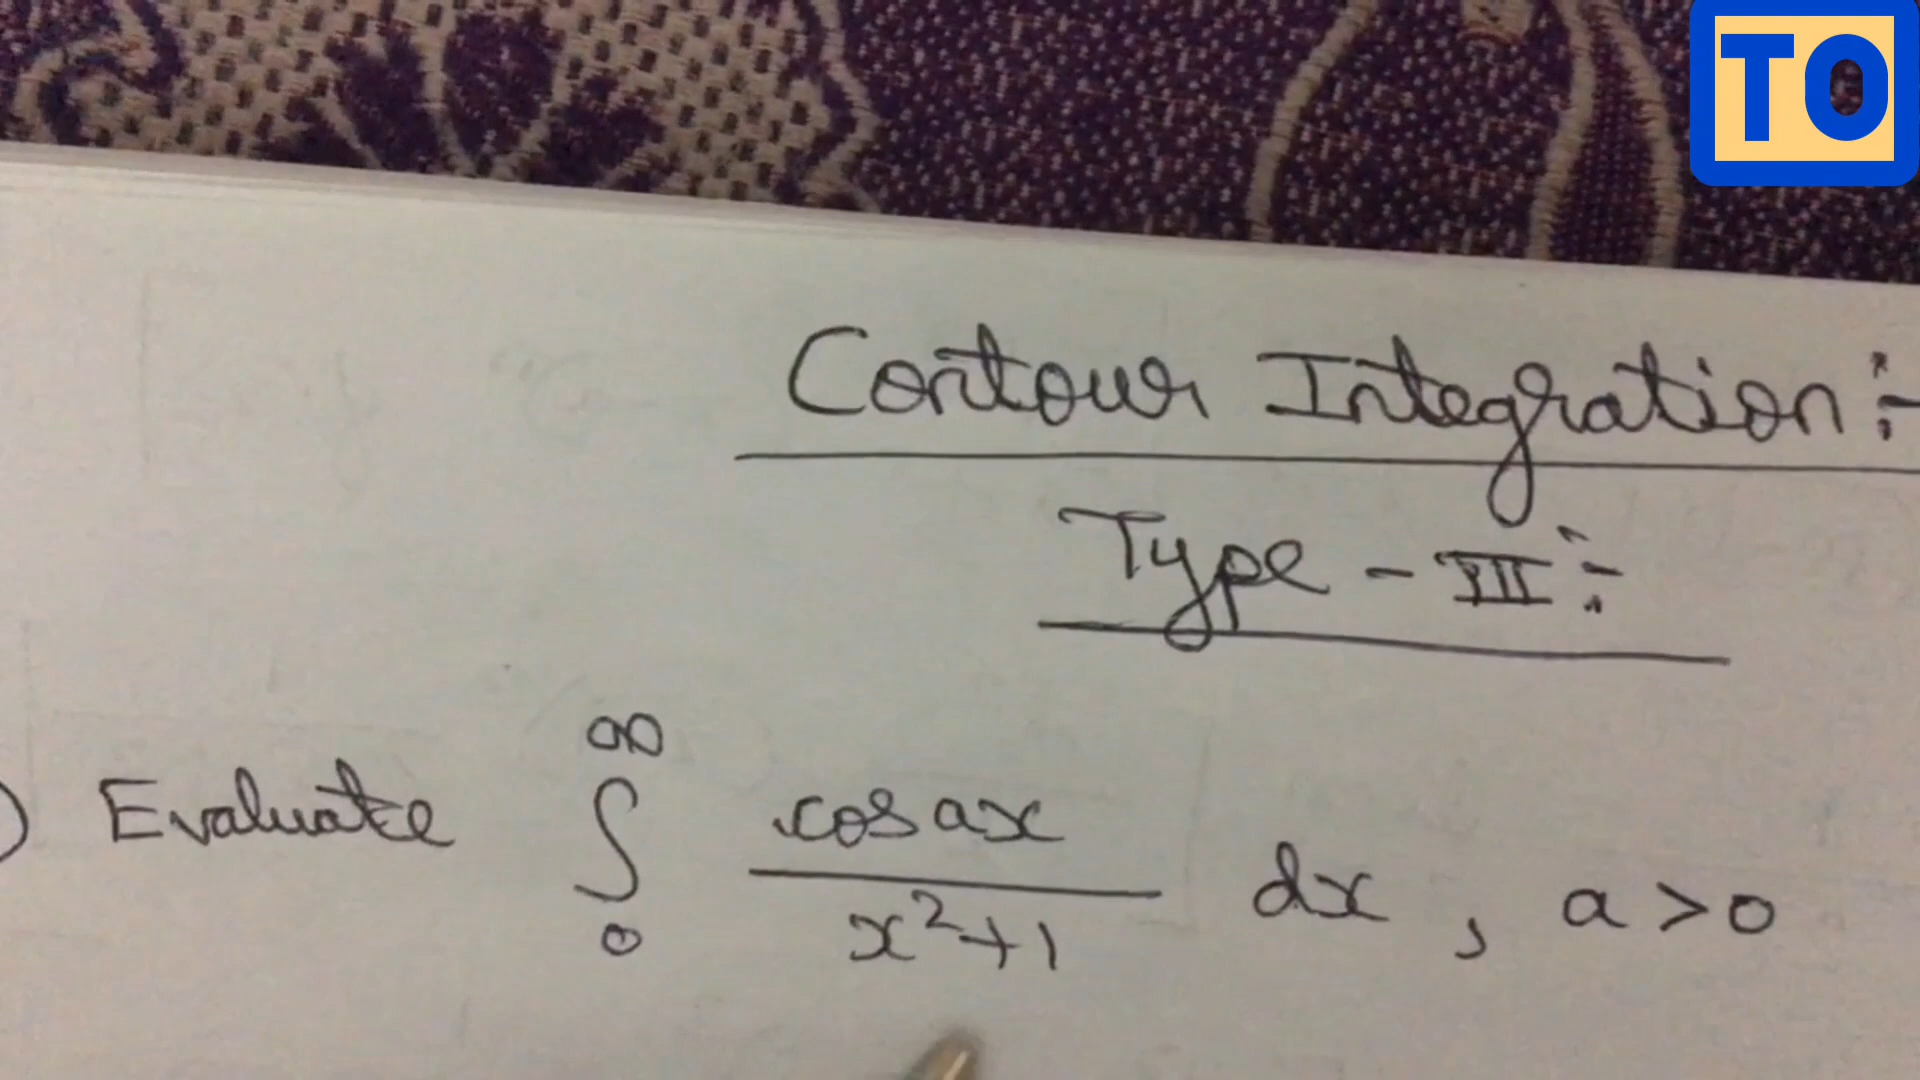 TO
Contour Integration :-
Type - III :-
) Evaluate ∫₀^∞ cos ax / x²+1 dx , a > 0